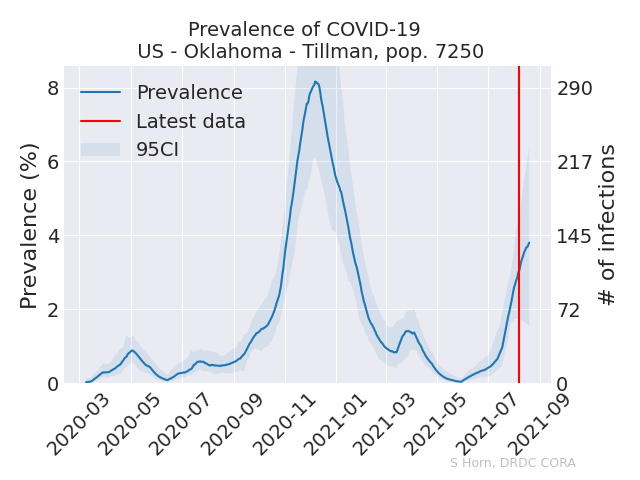 Prevalence of COVID-19
US - Oklahoma - Tillman, pop. 7250
Prevalence
Latest data
95CI
Prevalence (%)
8
6
4
2
0
# of infections
290
217
145
72
0
2020-03
2020-05
2020-07
2020-09
2020-11
2021-01
2021-03
2021-05
2021-07
2021-09
S Horn, DRDC CORA